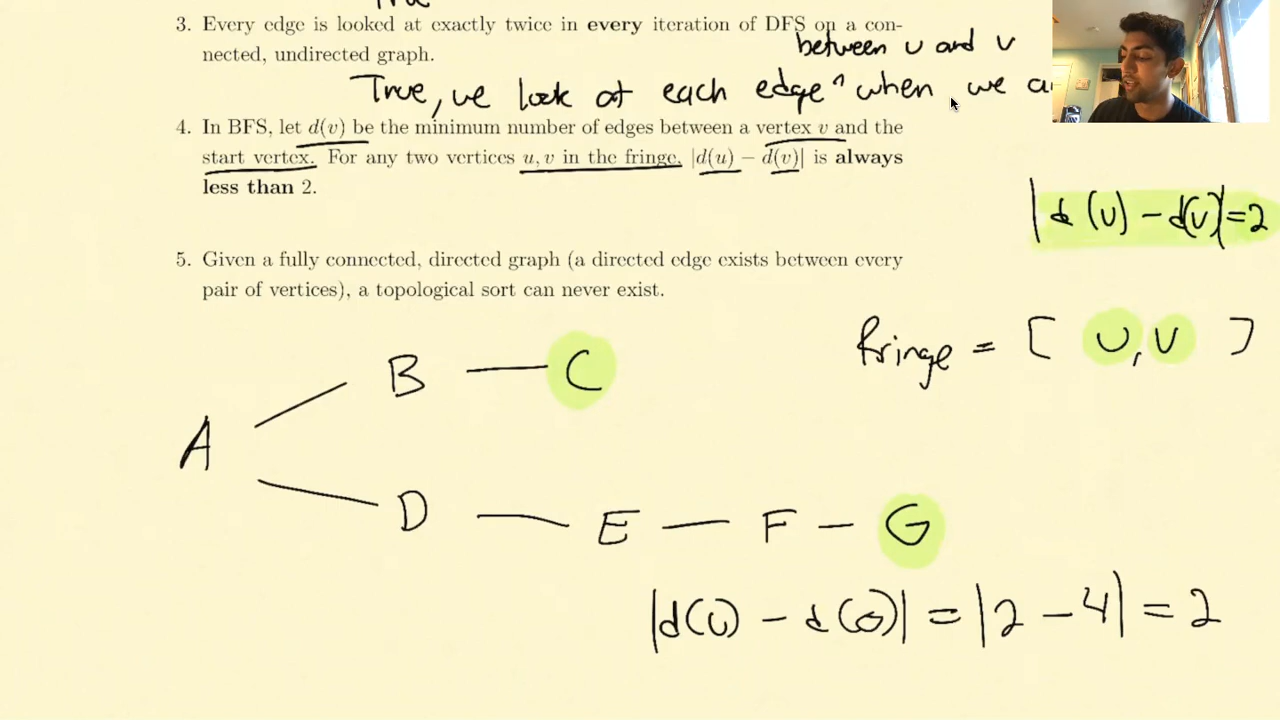 3. Every edge is looked at exactly twice in every iteration of DFS on a con-
nected, undirected graph.
between u and v
True, we look at each edge ^ when we a
4. In BFS, let d(v) be the minimum number of edges between a vertex v and the
start vertex. For any two vertices u, v in the fringe, |d(u) − d(v)| is always
less than 2.
|d(u) - d(v)|=2
5. Given a fully connected, directed graph (a directed edge exists between every
pair of vertices), a topological sort can never exist.
fringe = [ u, v ]
B — C
A
D — E — F — G
|d(c) - d(G)| = |2 - 4| = 2